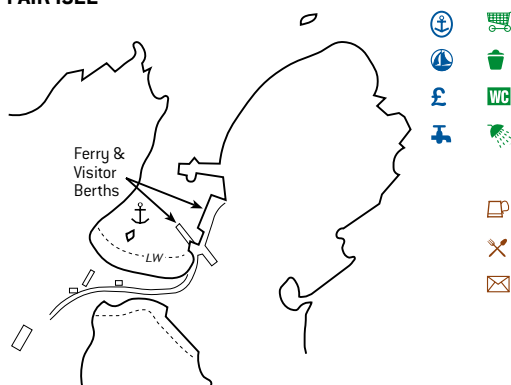 FAIR ISLE
£
WC
Ferry &
Visitor
Berths
LW